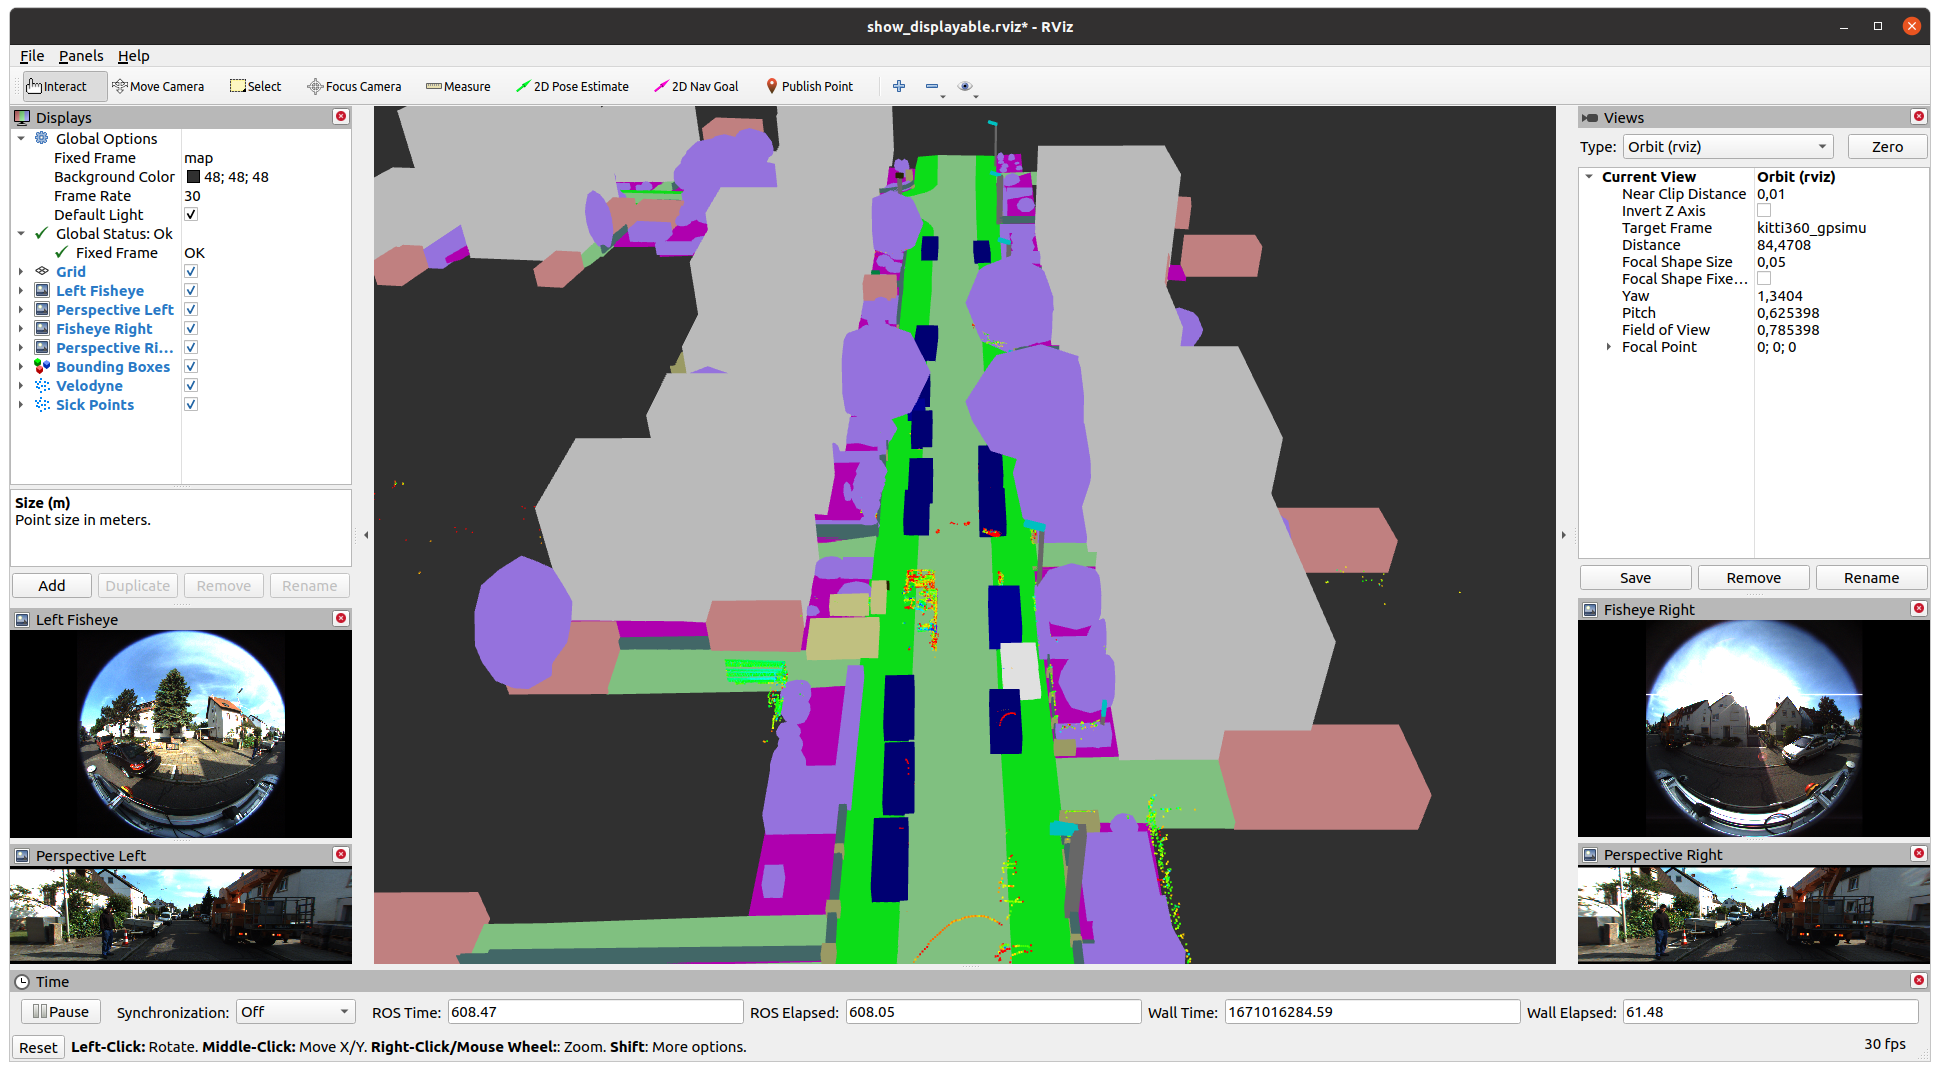 show_displayable.rviz* - RViz
File Panels Help
Interact Move Camera Select Focus Camera Measure 2D Pose Estimate 2D Nav Goal Publish Point
Displays
Global Options
Fixed Frame map
Background Color 48; 48; 48
Frame Rate 30
Default Light
Global Status: Ok
Fixed Frame OK
Grid
Left Fisheye
Perspective Left
Fisheye Right
Perspective Ri...
Bounding Boxes
Velodyne
Sick Points
Size (m)
Point size in meters.
Add Duplicate Remove Rename
Left Fisheye
Perspective Left
Views
Type: Orbit (rviz) Zero
Current View Orbit (rviz)
Near Clip Distance 0,01
Invert Z Axis
Target Frame kitti360_gpsimu
Distance 84,4708
Focal Shape Size 0,05
Focal Shape Fixe...
Yaw 1,3404
Pitch 0,625398
Field of View 0,785398
Focal Point 0; 0; 0
Save Remove Rename
Fisheye Right
Perspective Right
Time
Pause Synchronization: Off ROS Time: 608.47 ROS Elapsed: 608.05 Wall Time: 1671016284.59 Wall Elapsed: 61.48
Reset Left-Click: Rotate. Middle-Click: Move X/Y. Right-Click/Mouse Wheel:: Zoom. Shift: More options. 30 fps